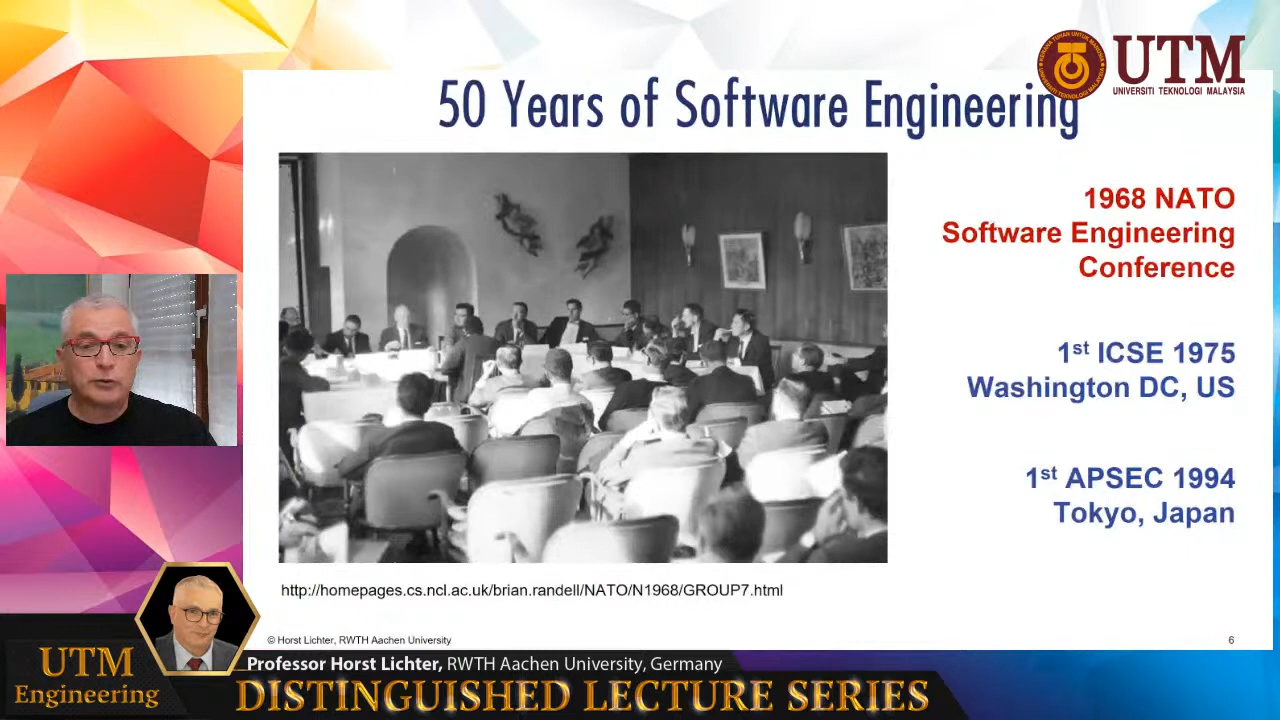 UTM
UNIVERSITI TEKNOLOGI MALAYSIA
50 Years of Software Engineering
1968 NATO
Software Engineering
Conference
1st ICSE 1975
Washington DC, US
1st APSEC 1994
Tokyo, Japan
http://homepages.cs.ncl.ac.uk/brian.randell/NATO/N1968/GROUP7.html
© Horst Lichter, RWTH Aachen University
6
UTM
Engineering
Professor Horst Lichter, RWTH Aachen University, Germany
DISTINGUISHED LECTURE SERIES